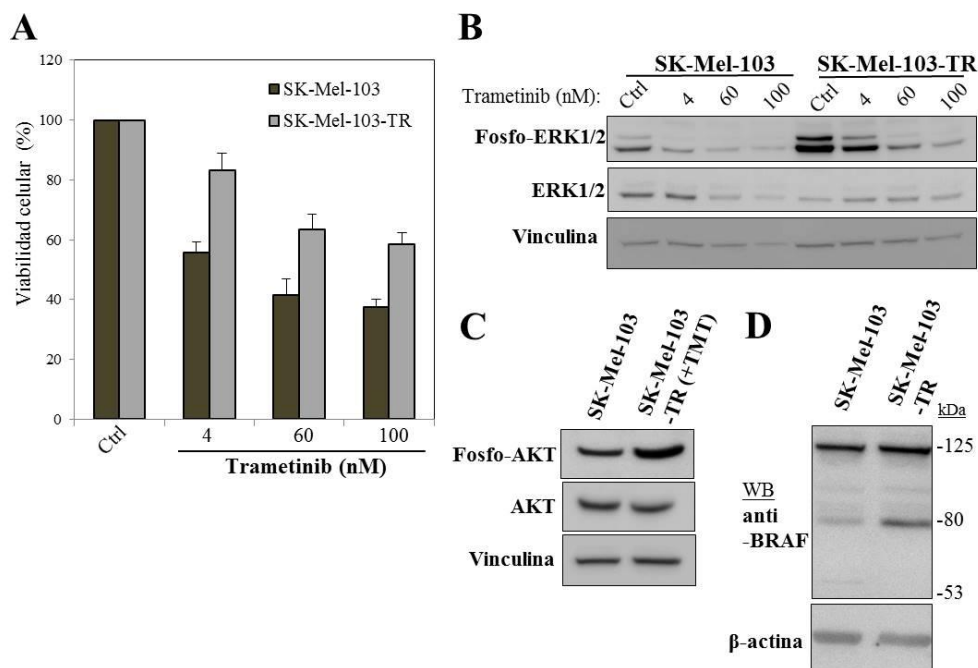 A
120
100
80
60
40
20
0
Viabilidad celular (%)
SK-Mel-103
SK-Mel-103-TR
Ctrl
4
60
100
Trametinib (nM)
B
SK-Mel-103
SK-Mel-103-TR
Trametinib (nM):
Ctrl
4
60
100
Ctrl
4
60
100
Fosfo-ERK1/2
ERK1/2
Vinculina
C
SK-Mel-103
SK-Mel-103
-TR (+TMT)
Fosfo-AKT
AKT
Vinculina
D
SK-Mel-103
SK-Mel-103
-TR
kDa
-125
WB
anti
-BRAF
-80
-53
β-actina